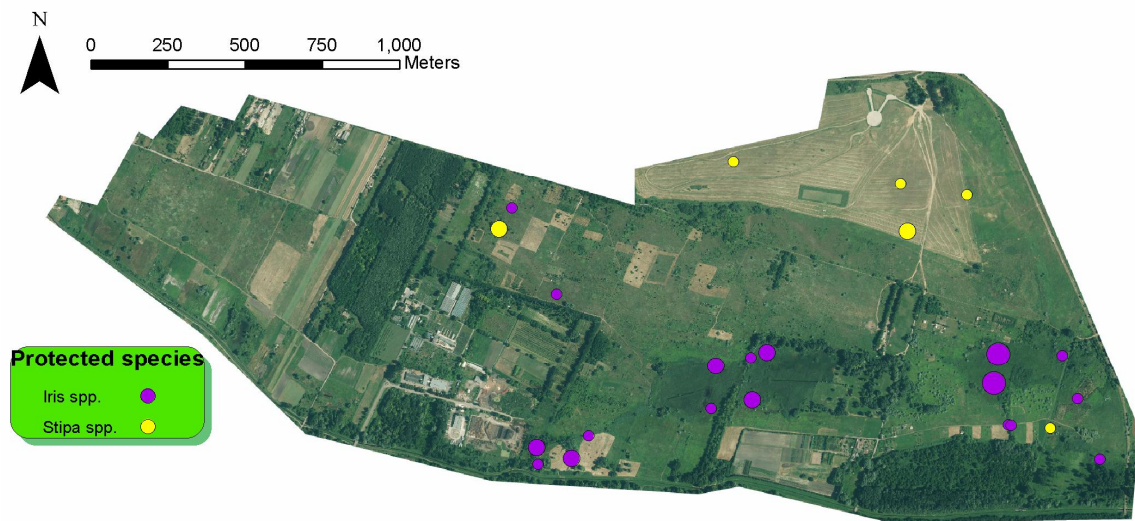 N
0 250 500 750 1,000
Meters
Protected species
Iris spp.
Stipa spp.